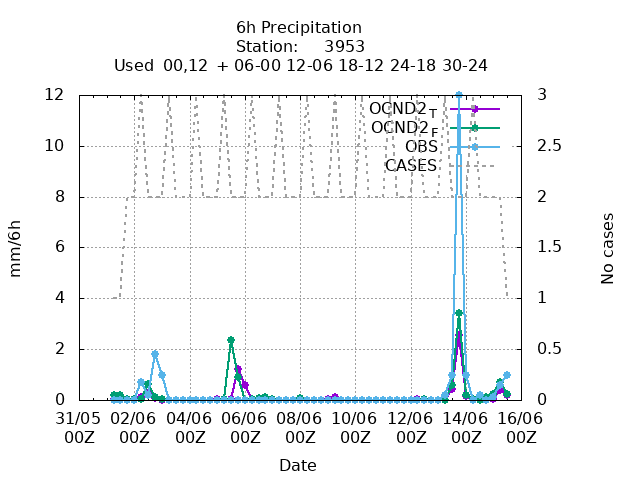 6h Precipitation
Station: 3953
Used 00,12 + 06-00 12-06 18-12 24-18 30-24
OCND2_T
OCND2_F
OBS
CASES
mm/6h
12
10
8
6
4
2
0
No cases
3
2.5
2
1.5
1
0.5
0
31/05 02/06 04/06 06/06 08/06 10/06 12/06 14/06 16/06
00Z 00Z 00Z 00Z 00Z 00Z 00Z 00Z 00Z
Date